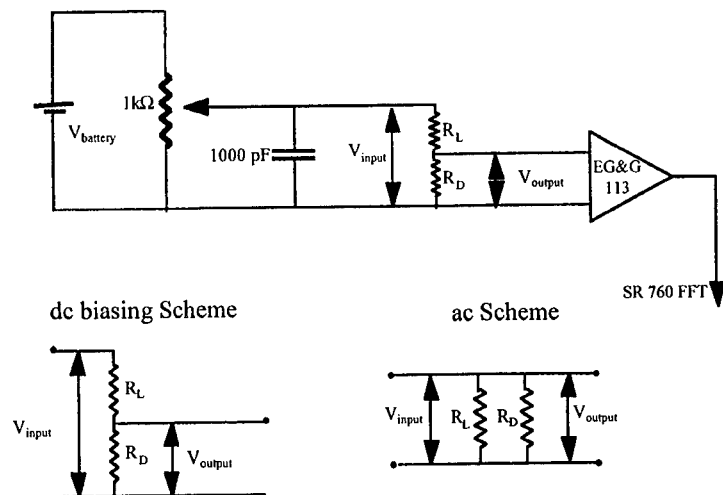 1kΩ
V battery
1000 pF
V input
R L
R D
V output
EG&G
113
SR 760 FFT
dc biasing Scheme
ac Scheme
V input
R L
R D
V output
V input
R L
R D
V output